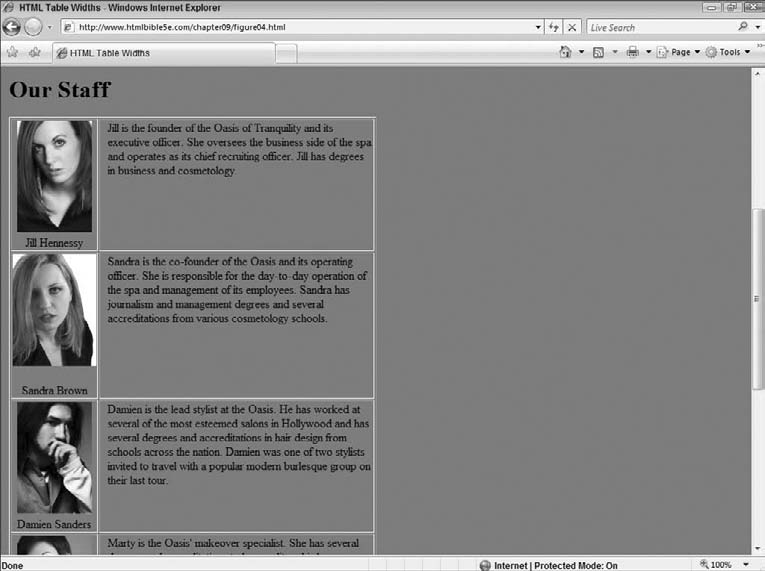 HTML Table Widths - Windows Internet Explorer
http://www.htmlbible5e.com/chapter09/figure04.html
Live Search
HTML Table Widths
Page
Tools
Our Staff
Jill is the founder of the Oasis of Tranquility and its
executive officer. She oversees the business side of the spa
and operates as its chief recruiting officer. Jill has degrees
in business and cosmetology.
Jill Hennessy
Sandra is the co-founder of the Oasis and its operating
officer. She is responsible for the day-to-day operation of
the spa and management of its employees. Sandra has
journalism and management degrees and several
accreditations from various cosmetology schools.
Sandra Brown
Damien is the lead stylist at the Oasis. He has worked at
several of the most esteemed salons in Hollywood and has
several degrees and accreditations in hair design from
schools across the nation. Damien was one of two stylists
invited to travel with a popular modern burlesque group on
their last tour.
Damien Sanders
Marty is the Oasis' makeover specialist. She has several
Done
Internet | Protected Mode: On
100%